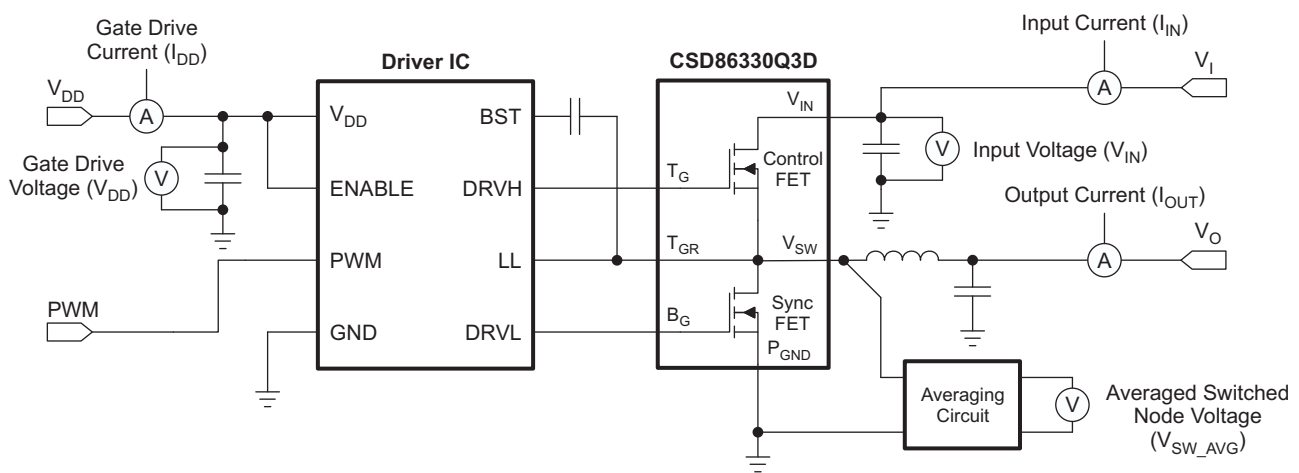 Gate Drive
Current (I_DD)
V_DD
A
Gate Drive
Voltage (V_DD)
V
PWM
Driver IC
V_DD
BST
ENABLE
DRVH
PWM
LL
GND
DRVL
CSD86330Q3D
V_IN
T_G
Control
FET
T_GR
V_SW
B_G
Sync
FET
P_GND
Input Current (I_IN)
V_I
A
V
Input Voltage (V_IN)
Output Current (I_OUT)
V_O
A
Averaging
Circuit
V
Averaged Switched
Node Voltage
(V_SW_AVG)